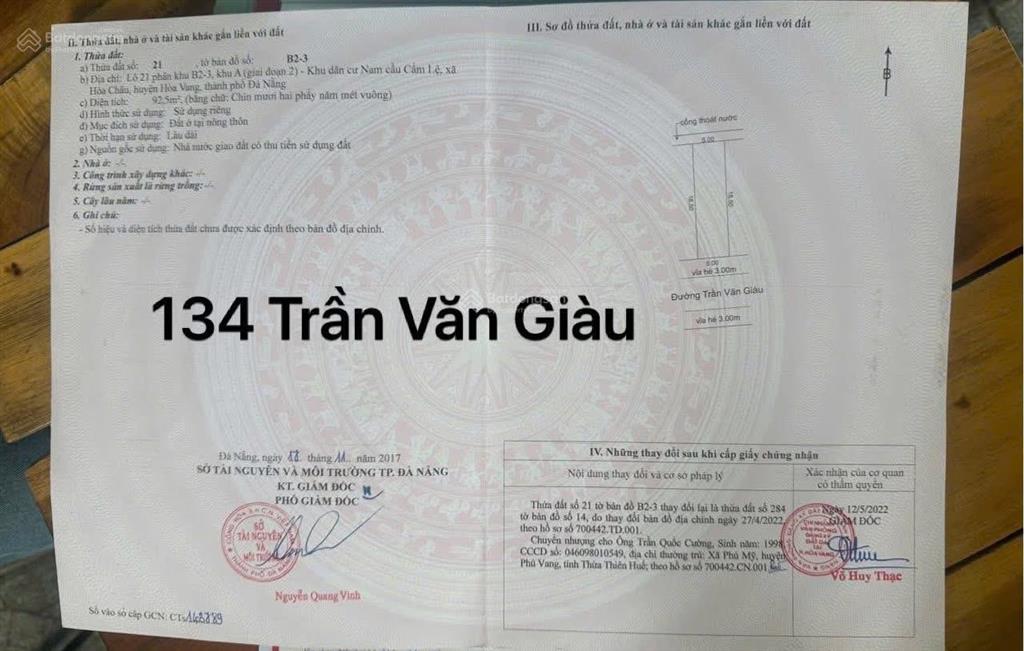 Batdongsan
II. Thửa đất, nhà ở và tài sản khác gắn liền với đất
1. Thửa đất:
a) Thửa đất số: 21 , tờ bản đồ số: B2-3
b) Địa chỉ: Lô 21 phân khu B2-3, khu A (giai đoạn 2) - Khu dân cư Nam cầu Cẩm Lệ, xã
Hòa Châu, huyện Hòa Vang, thành phố Đà Nẵng
c) Diện tích: 92,5m², (bằng chữ: Chín mươi hai phẩy năm mét vuông)
d) Hình thức sử dụng: Sử dụng riêng
đ) Mục đích sử dụng: Đất ở tại nông thôn
e) Thời hạn sử dụng: Lâu dài
g) Nguồn gốc sử dụng: Nhà nước giao đất có thu tiền sử dụng đất
2. Nhà ở: -/-
3. Công trình xây dựng khác: -/-
4. Rừng sản xuất là rừng trồng: -/-
5. Cây lâu năm: -/-
6. Ghi chú:
- Số hiệu và diện tích thửa đất chưa được xác định theo bản đồ địa chính.
III. Sơ đồ thửa đất, nhà ở và tài sản khác gắn liền với đất
B
cống thoát nước
5.00
18.50
18.50
5.00
vỉa hè 3.00m
Đường Trần Văn Giàu
vỉa hè 3.00m
134 Trần Văn Giàu
Đà Nẵng, ngày tháng 11 năm 2017
SỞ TÀI NGUYÊN VÀ MÔI TRƯỜNG TP. ĐÀ NẴNG
KT. GIÁM ĐỐC
PHÓ GIÁM ĐỐC
SỞ
TÀI NGUYÊN
VÀ
MÔI TRƯỜNG
Nguyễn Quang Vinh
Số vào sổ cấp GCN: CTs
IV. Những thay đổi sau khi cấp giấy chứng nhận
Nội dung thay đổi và cơ sở pháp lý
Xác nhận của cơ quan
có thẩm quyền
Thửa đất số 21 tờ bản đồ B2-3 thay đổi lại là thửa đất số 284
tờ bản đồ số 14, do thay đổi bản đồ địa chính ngày 27/4/2022,
theo hồ sơ 700442.TD.001.
Chuyển nhượng cho Ông Trần Quốc Cường, Sinh năm: 1998,
CCCD số: 046098010549, địa chỉ thường trú: Xã Phú Mỹ, huyện
Phú Vang, tỉnh Thừa Thiên Huế; theo hồ sơ 700442.CN.001
Ngày 12/5/2022
GIÁM ĐỐC
Võ Huy Thạc